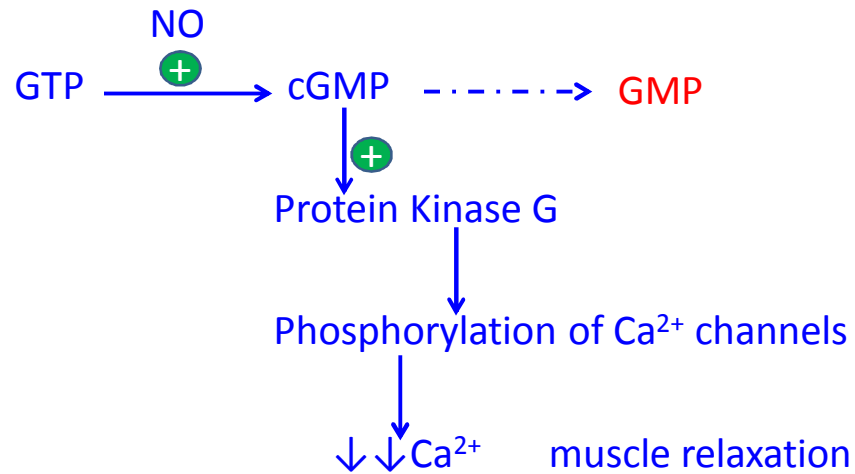 NO
+
GTP cGMP GMP
+
Protein Kinase G
Phosphorylation of Ca²⁺ channels
↓ ↓ Ca²⁺ muscle relaxation